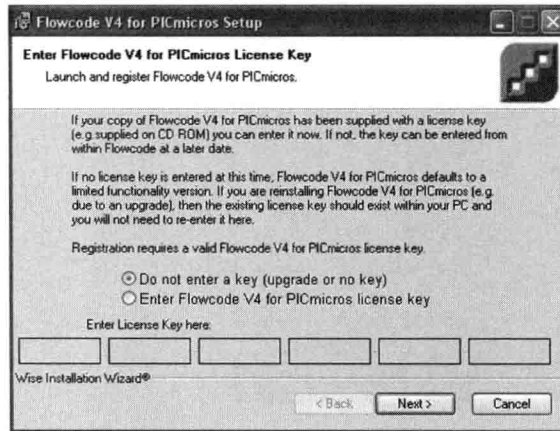 Flowcode V4 for PICmicros Setup
Enter Flowcode V4 for PICmicros License Key
Launch and register Flowcode V4 for PICmicros.
If your copy of Flowcode V4 for PICmicros has been supplied with a license key
(e.g.supplied on CD ROM) you can enter it now. If not, the key can be entered from
within Flowcode at a later date.
If no license key is entered at this time, Flowcode V4 for PICmicros defaults to a
limited functionality version. If you are reinstalling Flowcode V4 for PICmicros (e.g.
due to an upgrade), then the existing license key should exist within your PC and
you will not need to re-enter it here.
Registration requires a valid Flowcode V4 for PICmicros license key.
Do not enter a key (upgrade or no key)
Enter Flowcode V4 for PICmicros license key
Enter License Key here:
Wise Installation Wizard®
< Back Next > Cancel